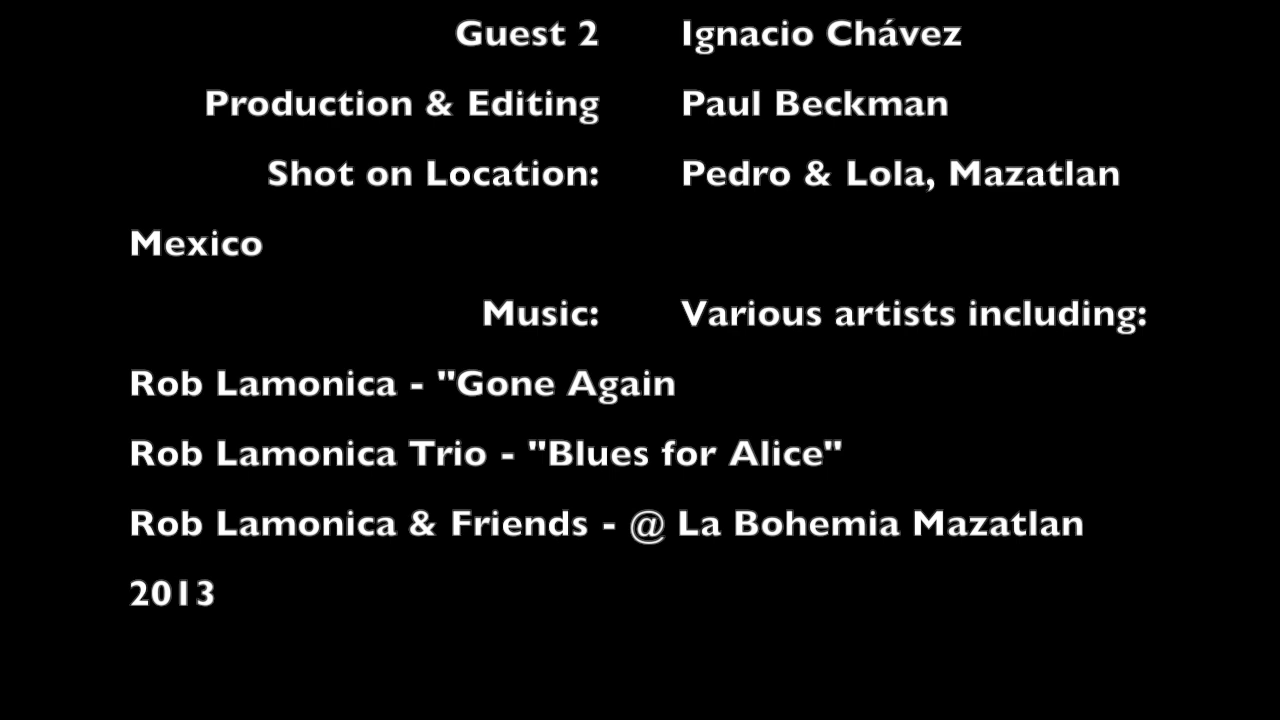 Guest 2 Ignacio Chávez
Production & Editing Paul Beckman
Shot on Location: Pedro & Lola, Mazatlan
Mexico
Music: Various artists including:
Rob Lamonica - "Gone Again
Rob Lamonica Trio - "Blues for Alice"
Rob Lamonica & Friends - @ La Bohemia Mazatlan
2013